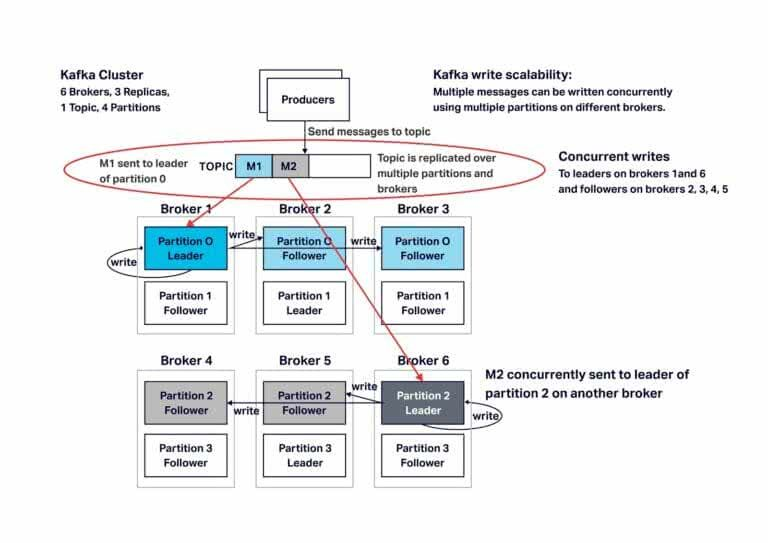 Kafka Cluster
6 Brokers, 3 Replicas,
1 Topic, 4 Partitions
Producers
Kafka write scalability:
Multiple messages can be written concurrently
using multiple partitions on different brokers.
Send messages to topic
M1 sent to leader
of partition 0
TOPIC
M1
M2
Topic is replicated over
multiple partitions and
brokers
Concurrent writes
To leaders on brokers 1and 6
and followers on brokers 2, 3, 4, 5
Broker 1
Broker 2
Broker 3
Partition O
Leader
write
write
Partition O
Follower
write
Partition O
Follower
Partition 1
Follower
Partition 1
Leader
Partition 1
Follower
Broker 4
Broker 5
Broker 6
M2 concurrently sent to leader of
partition 2 on another broker
Partition 2
Follower
write
Partition 2
Follower
write
Partition 2
Leader
write
Partition 3
Follower
Partition 3
Leader
Partition 3
Follower